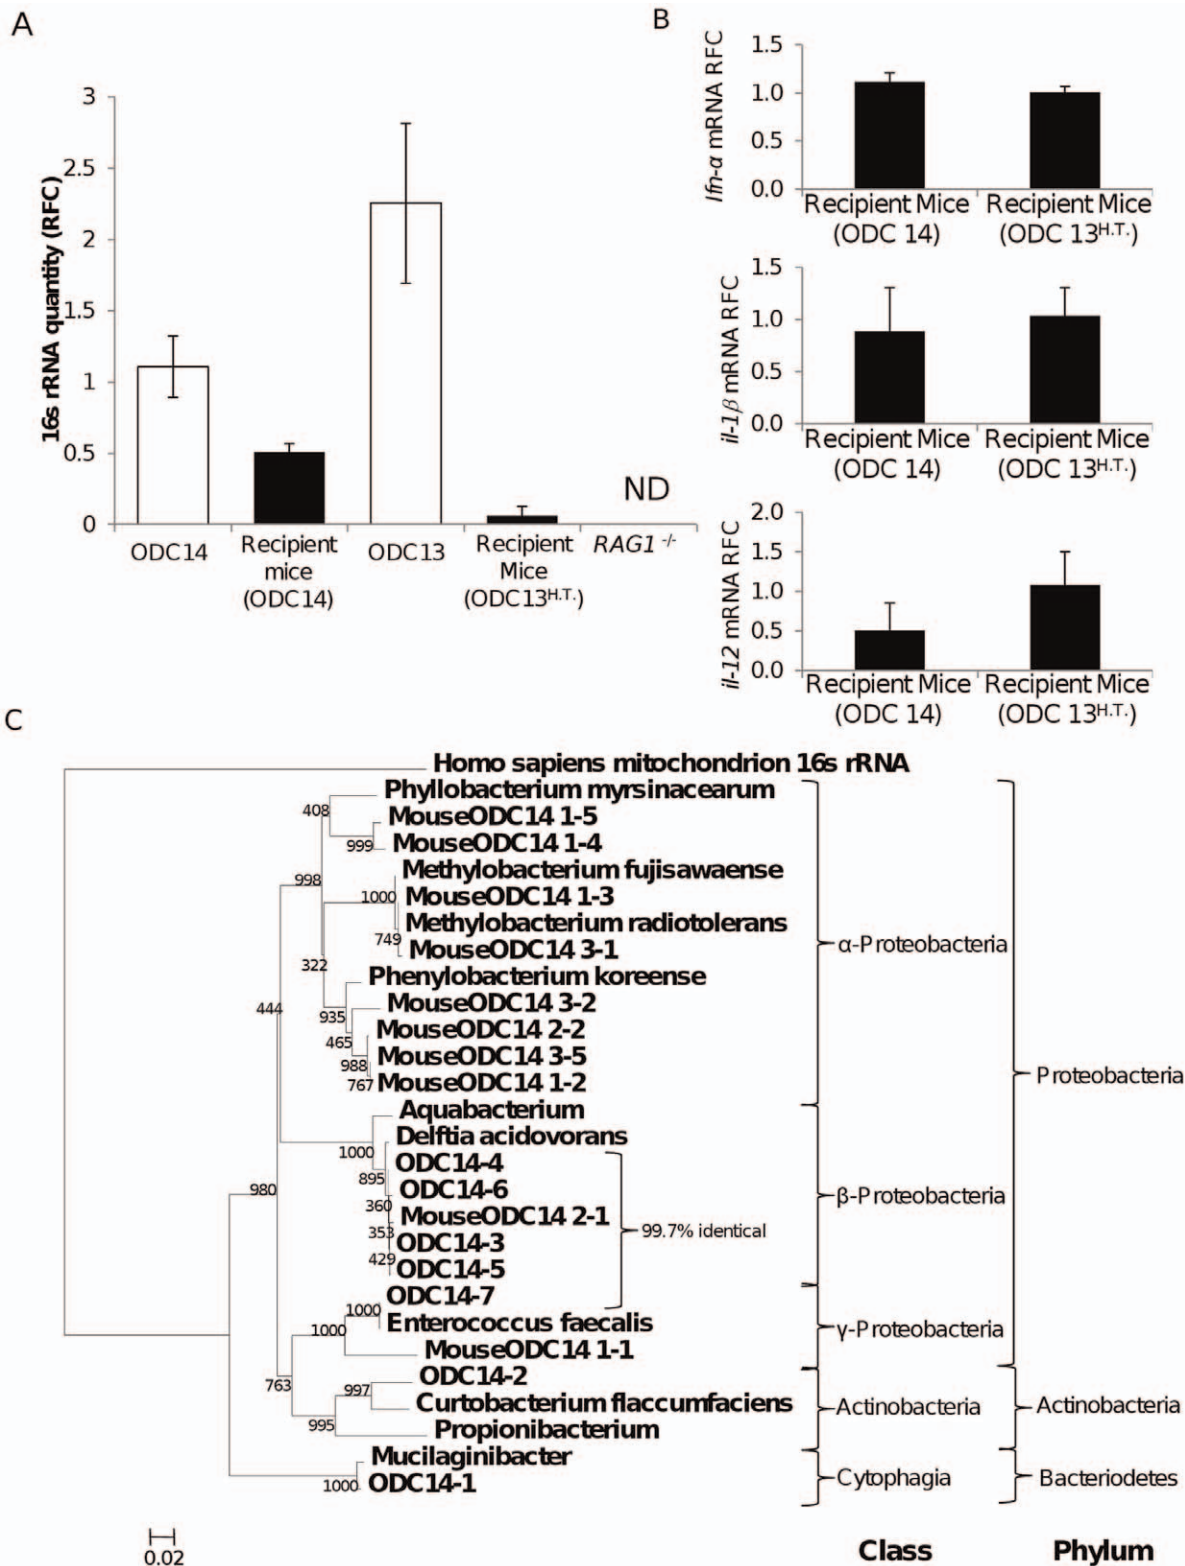 A
3
2.5
2
1.5
1
0.5
0
16s rRNA quantity (RFC)
ND
ODC14
Recipient
mice
(ODC14)
ODC13
Recipient
Mice
(ODC13H.T.)
RAG1 -/-
B
1.5
1.0
0.5
0.0
Ifn-α mRNA RFC
Recipient Mice
(ODC 14)
Recipient Mice
(ODC 13H.T.)
1.5
1.0
0.5
0.0
il-1β mRNA RFC
Recipient Mice
(ODC 14)
Recipient Mice
(ODC 13H.T.)
2.0
1.5
1.0
0.5
0.0
il-12 mRNA RFC
Recipient Mice
(ODC 14)
Recipient Mice
(ODC 13H.T.)
C
Homo sapiens mitochondrion 16s rRNA
Phyllobacterium myrsinacearum
408
MouseODC14 1-5
999
MouseODC14 1-4
Methylobacterium fujisawaense
998
1000
MouseODC14 1-3
Methylobacterium radiotolerans
749
MouseODC14 3-1
α-Proteobacteria
322
Phenylobacterium koreense
MouseODC14 3-2
444
935
MouseODC14 2-2
465
MouseODC14 3-5
988
767
MouseODC14 1-2
Proteobacteria
Aquabacterium
Delftia acidovorans
1000
ODC14-4
895
ODC14-6
980
360
β-Proteobacteria
MouseODC14 2-1
353
99.7% identical
ODC14-3
429
ODC14-5
ODC14-7
1000
Enterococcus faecalis
1000
γ-Proteobacteria
MouseODC14 1-1
ODC14-2
763
997
Curtobacterium flaccumfaciens
Actinobacteria
Actinobacteria
995
Propionibacterium
Mucilaginibacter
1000
ODC14-1
Cytophagia
Bacteriodetes
0.02
Class
Phylum